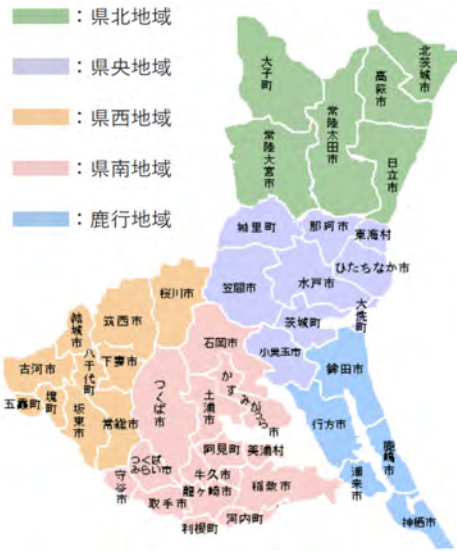 ：県北地域
：県央地域
：県西地域
：県南地域
：鹿行地域
北茨城市
大子町
高萩市
常陸太田市
常陸大宮市
日立市
城里町
那珂市
東海村
ひたちなか市
笠間市
水戸市
大洗町
茨城町
小美玉市
桜川市
筑西市
結城市
八千代町
下妻市
古河市
五霞町
境町
坂東市
常総市
石岡市
かすみがうら市
つくば市
土浦市
阿見町
美浦村
つくばみらい市
守谷市
牛久市
龍ヶ崎市
稲敷市
取手市
利根町
河内町
鉾田市
行方市
鹿嶋市
潮来市
神栖市